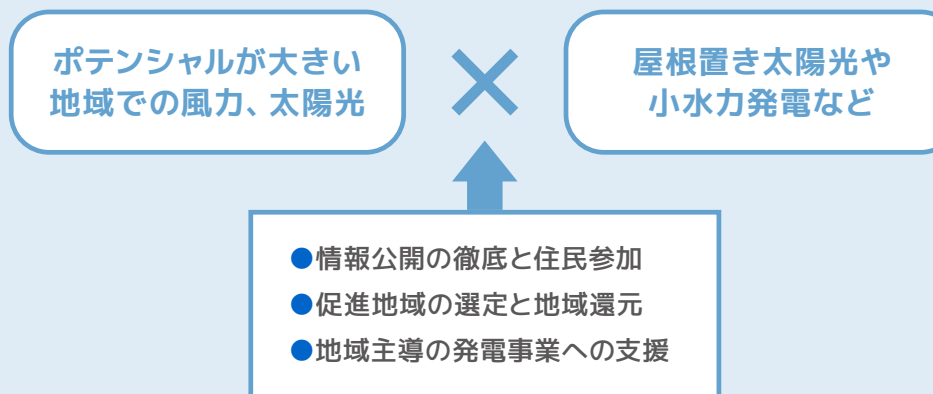 ポテンシャルが大きい
地域での風力、太陽光
屋根置き太陽光や
小水力発電など
●情報公開の徹底と住民参加
●促進地域の選定と地域還元
●地域主導の発電事業への支援